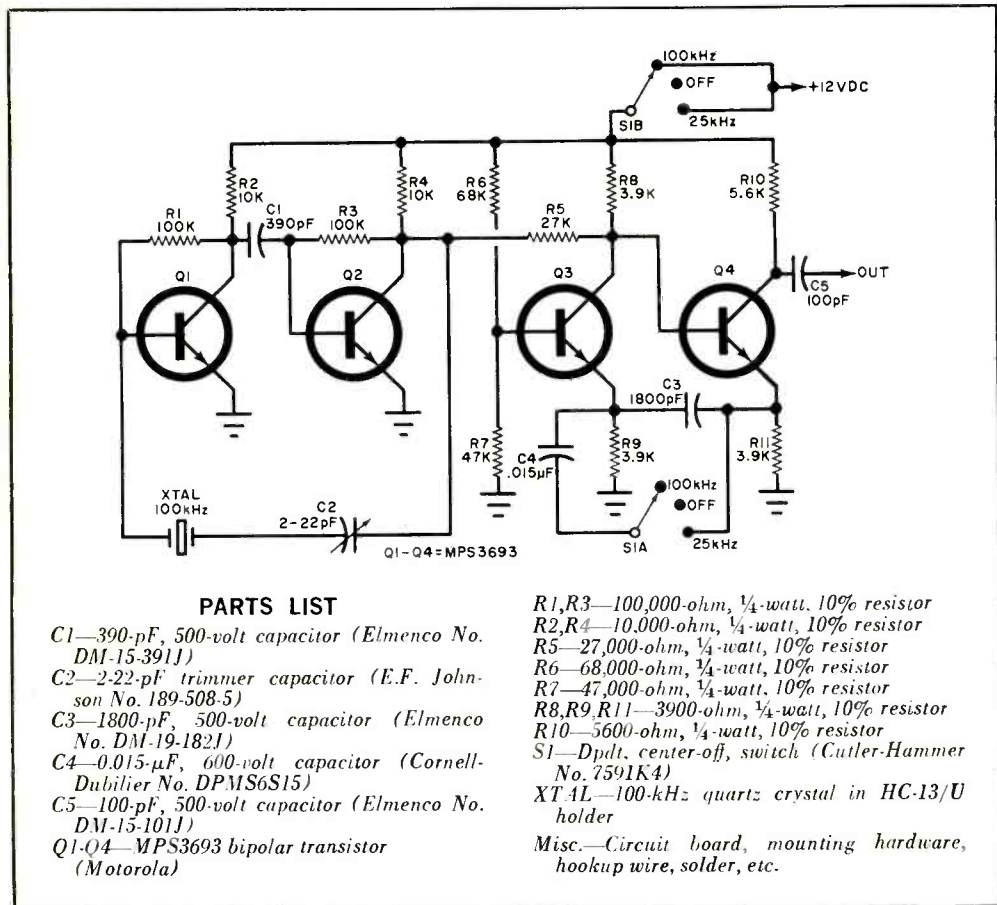 100kHz
OFF
+12VDC
S1B
25kHz
R2
10K
R4
10K
R6
68K
R8
3.9K
R10
5.6K
R1
100K
C1
390pF
R3
100K
R5
27K
Q1
Q2
Q3
Q4
OUT
C5
100pF
C3
1800pF
R7
47K
C4
.015µF
R9
3.9K
R11
3.9K
100kHz
OFF
S1A
25kHz
XTAL
100kHz
C2
2-22pF
Q1-Q4=MPS3693
PARTS LIST
C1—390-pF, 500-volt capacitor (Elmenco No.
DM-15-391J)
C2—2-22-pF trimmer capacitor (E.F. John-
son No. 189-508-5)
C3—1800-pF, 500-volt capacitor (Elmenco
No. DM-19-182J)
C4—0.015-µF, 600-volt capacitor (Cornell-
Dubilier No. DPMS6S15)
C5—100-pF, 500-volt capacitor (Elmenco No.
DM-15-101J)
Q1-Q4—MPS3693 bipolar transistor
(Motorola)
R1,R3—100,000-ohm, ¼-watt, 10% resistor
R2,R4—10,000-ohm, ¼-watt, 10% resistor
R5—27,000-ohm, ¼-watt, 10% resistor
R6—68,000-ohm, ¼-watt, 10% resistor
R7—47,000-ohm, ¼-watt, 10% resistor
R8,R9,R11—3900-ohm, ¼-watt, 10% resistor
R10—5600-ohm, ¼-watt, 10% resistor
S1—Dpdt, center-off, switch (Cutler-Hammer
No. 7591K4)
XTAL—100-kHz quartz crystal in HC-13/U
holder
Misc.—Circuit board, mounting hardware,
hookup wire, solder, etc.